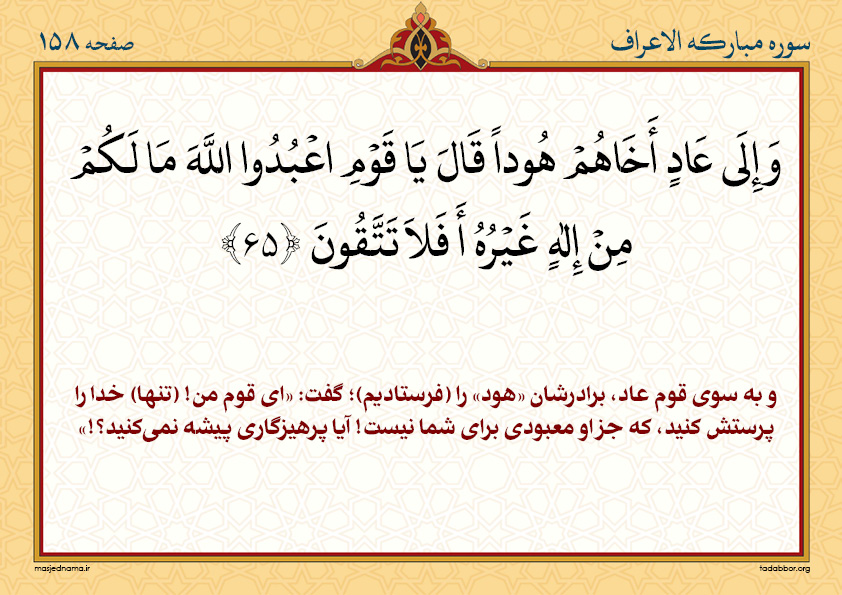 سوره مبارکه الاعراف
صفحه ۱۵۸
وَ إِلَى عَادٍ أَخَاهُمْ هُوداً قَالَ يَا قَوْمِ اعْبُدُوا اللَّهَ مَا لَكُمْ
مِنْ إِلٰهٍ غَيْرُهُ أَ فَلاَ تَتَّقُونَ ﴿۶۵﴾
و به سوی قوم عاد، برادرشان «هود» را (فرستادیم)؛ گفت: «ای قوم من! (تنها) خدا را
پرستش کنید، که جز او معبودی برای شما نیست! آیا پرهیزگاری پیشه نمی‌کنید؟!»
masjednama.ir
tadabbor.org